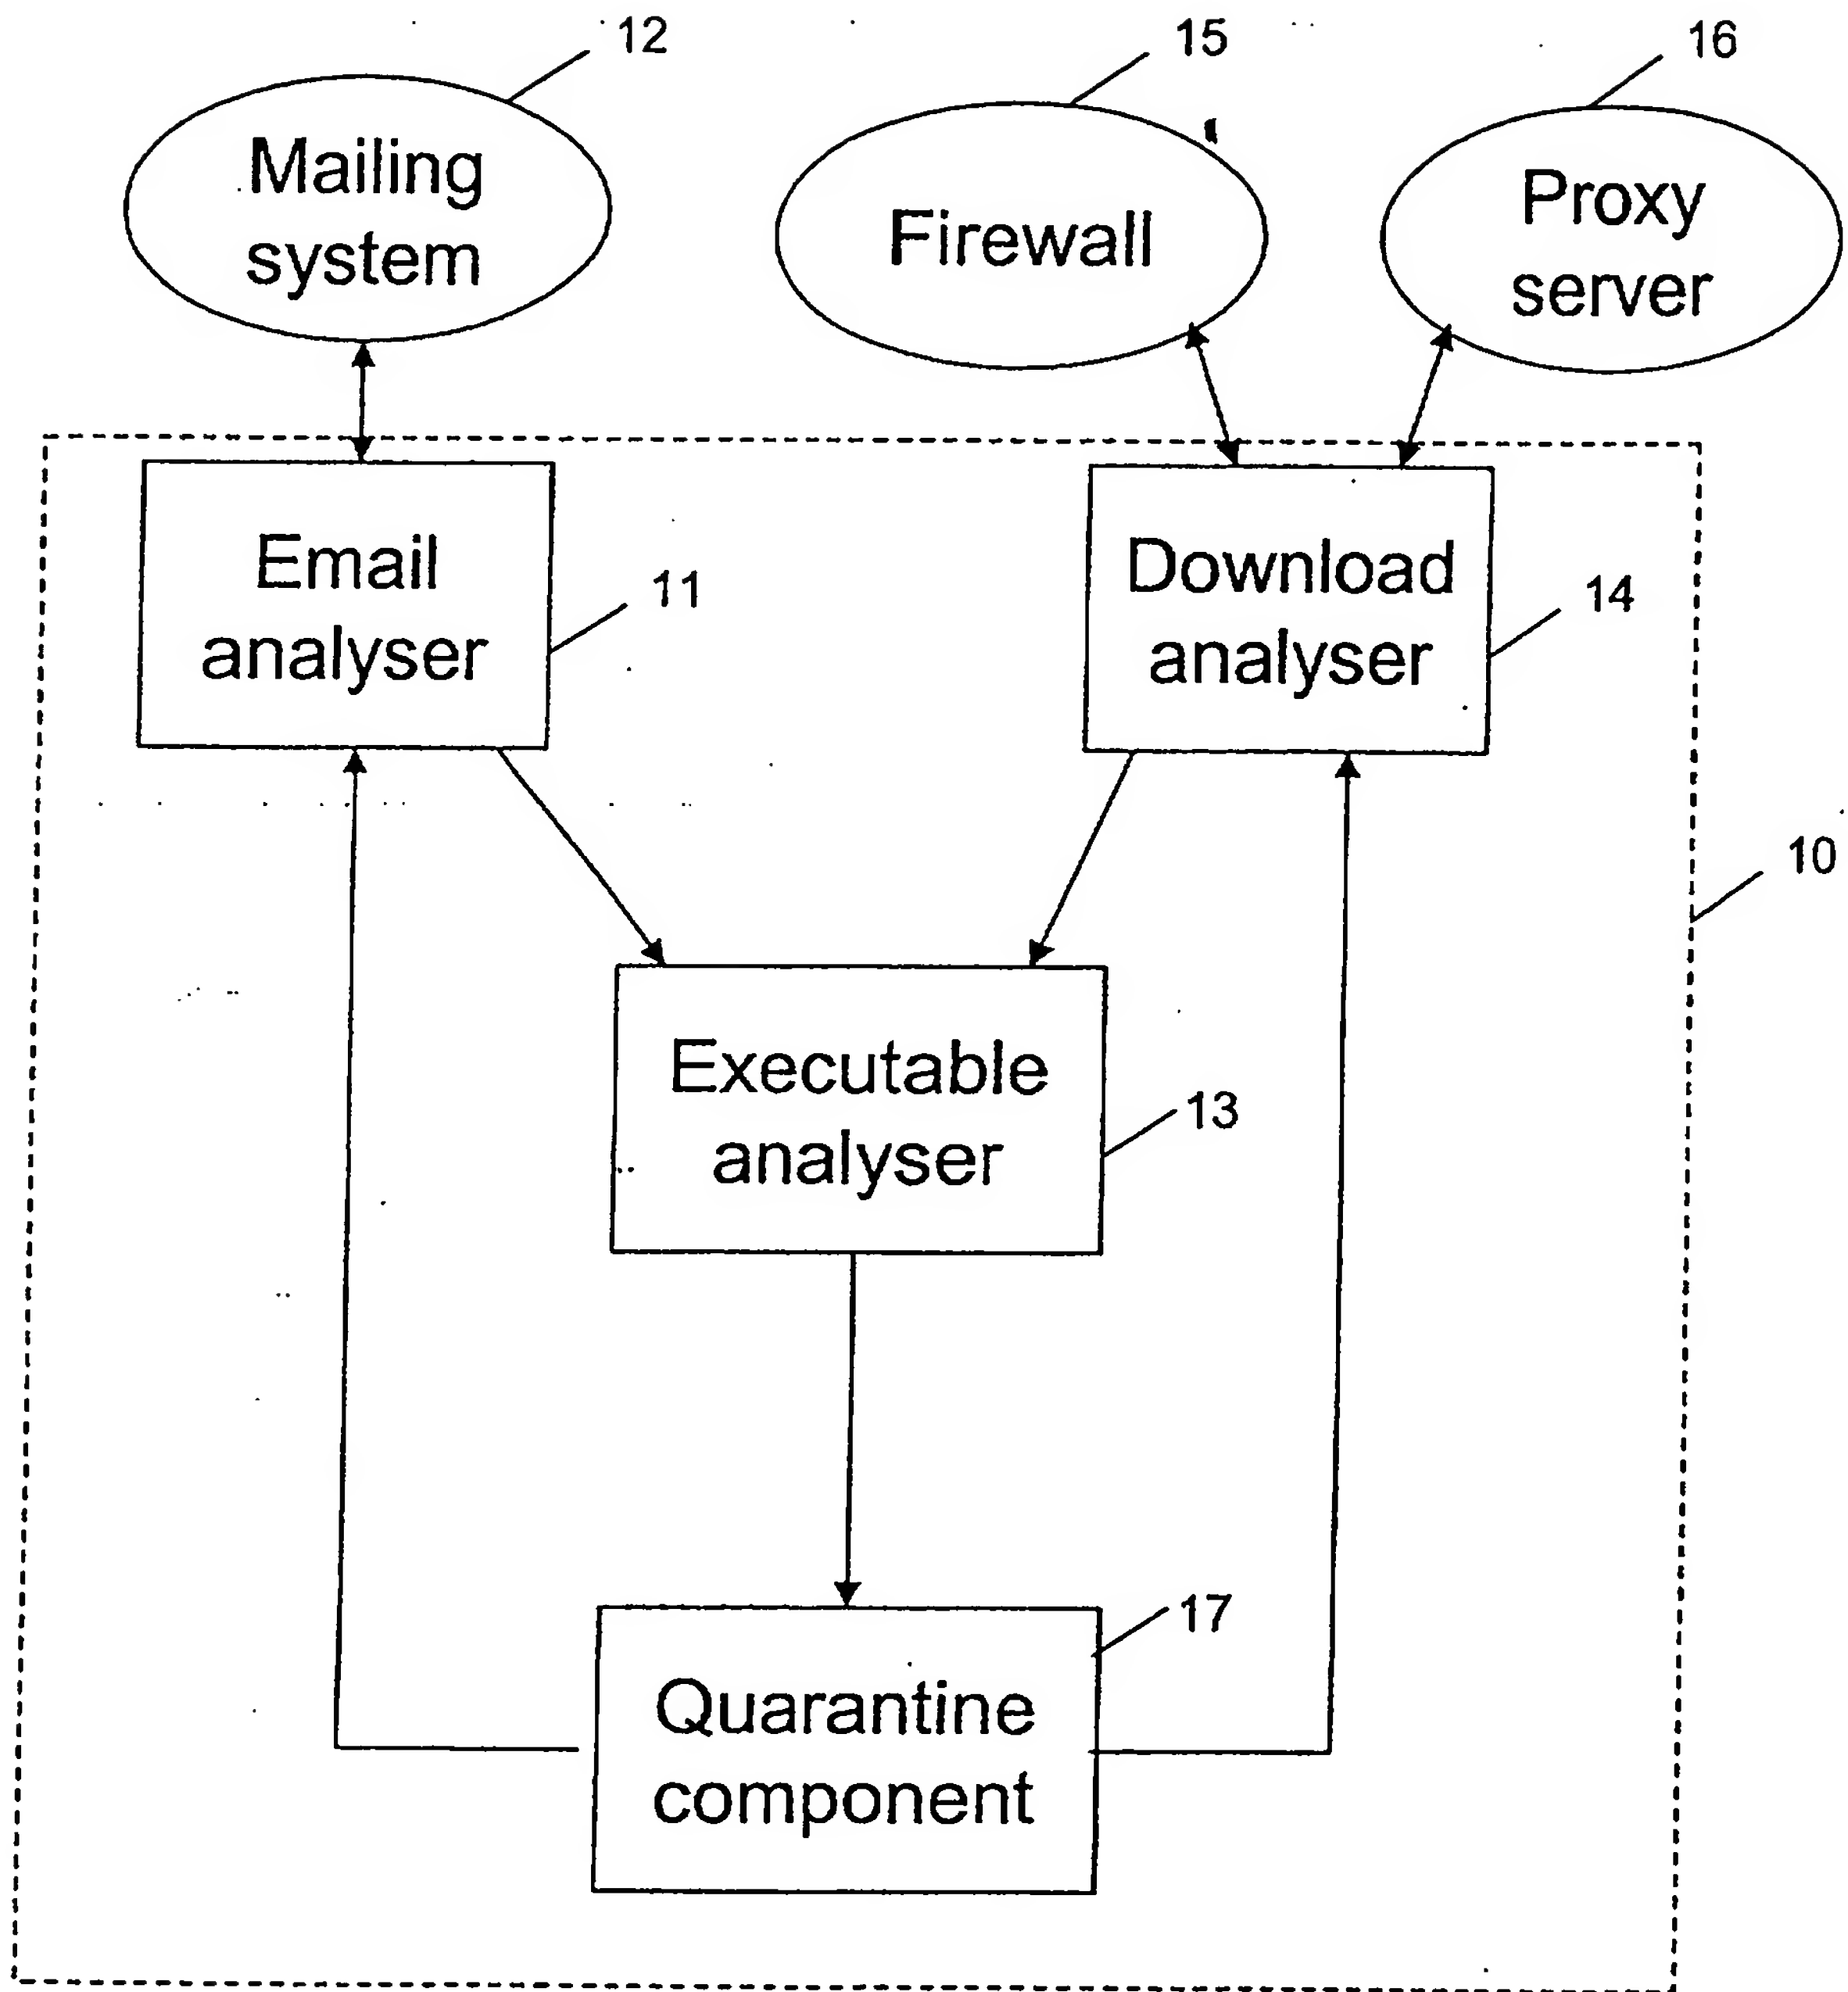 12
15
16
Mailing
system
Firewall
Proxy
server
Email
analyser
11
Download
analyser
14
10
Executable
analyser
13
17
Quarantine
component